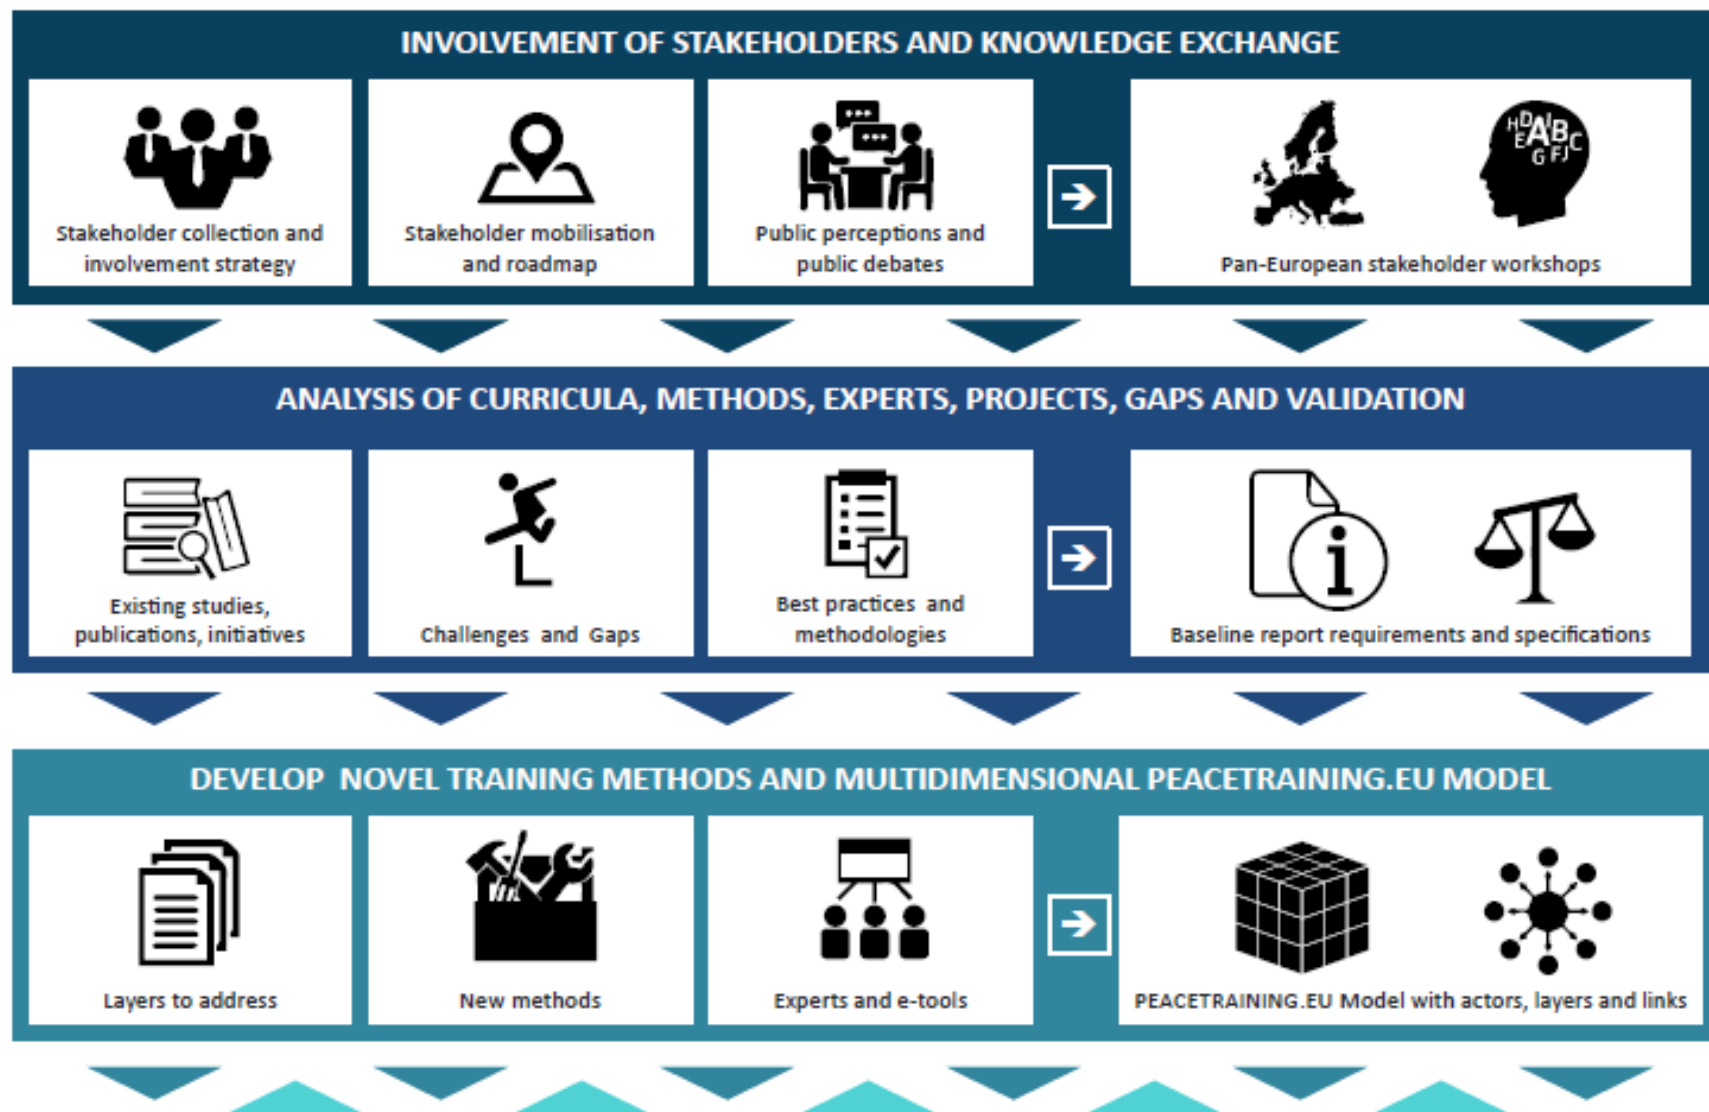 INVOLVEMENT OF STAKEHOLDERS AND KNOWLEDGE EXCHANGE
Stakeholder collection and
involvement strategy
Stakeholder mobilisation
and roadmap
Public perceptions and
public debates
H D A I B C E G F J
Pan-European stakeholder workshops
ANALYSIS OF CURRICULA, METHODS, EXPERTS, PROJECTS, GAPS AND VALIDATION
Existing studies,
publications, initiatives
Challenges and Gaps
Best practices and
methodologies
i
Baseline report requirements and specifications
DEVELOP NOVEL TRAINING METHODS AND MULTIDIMENSIONAL PEACETRAINING.EU MODEL
Layers to address
New methods
Experts and e-tools
PEACETRAINING.EU Model with actors, layers and links